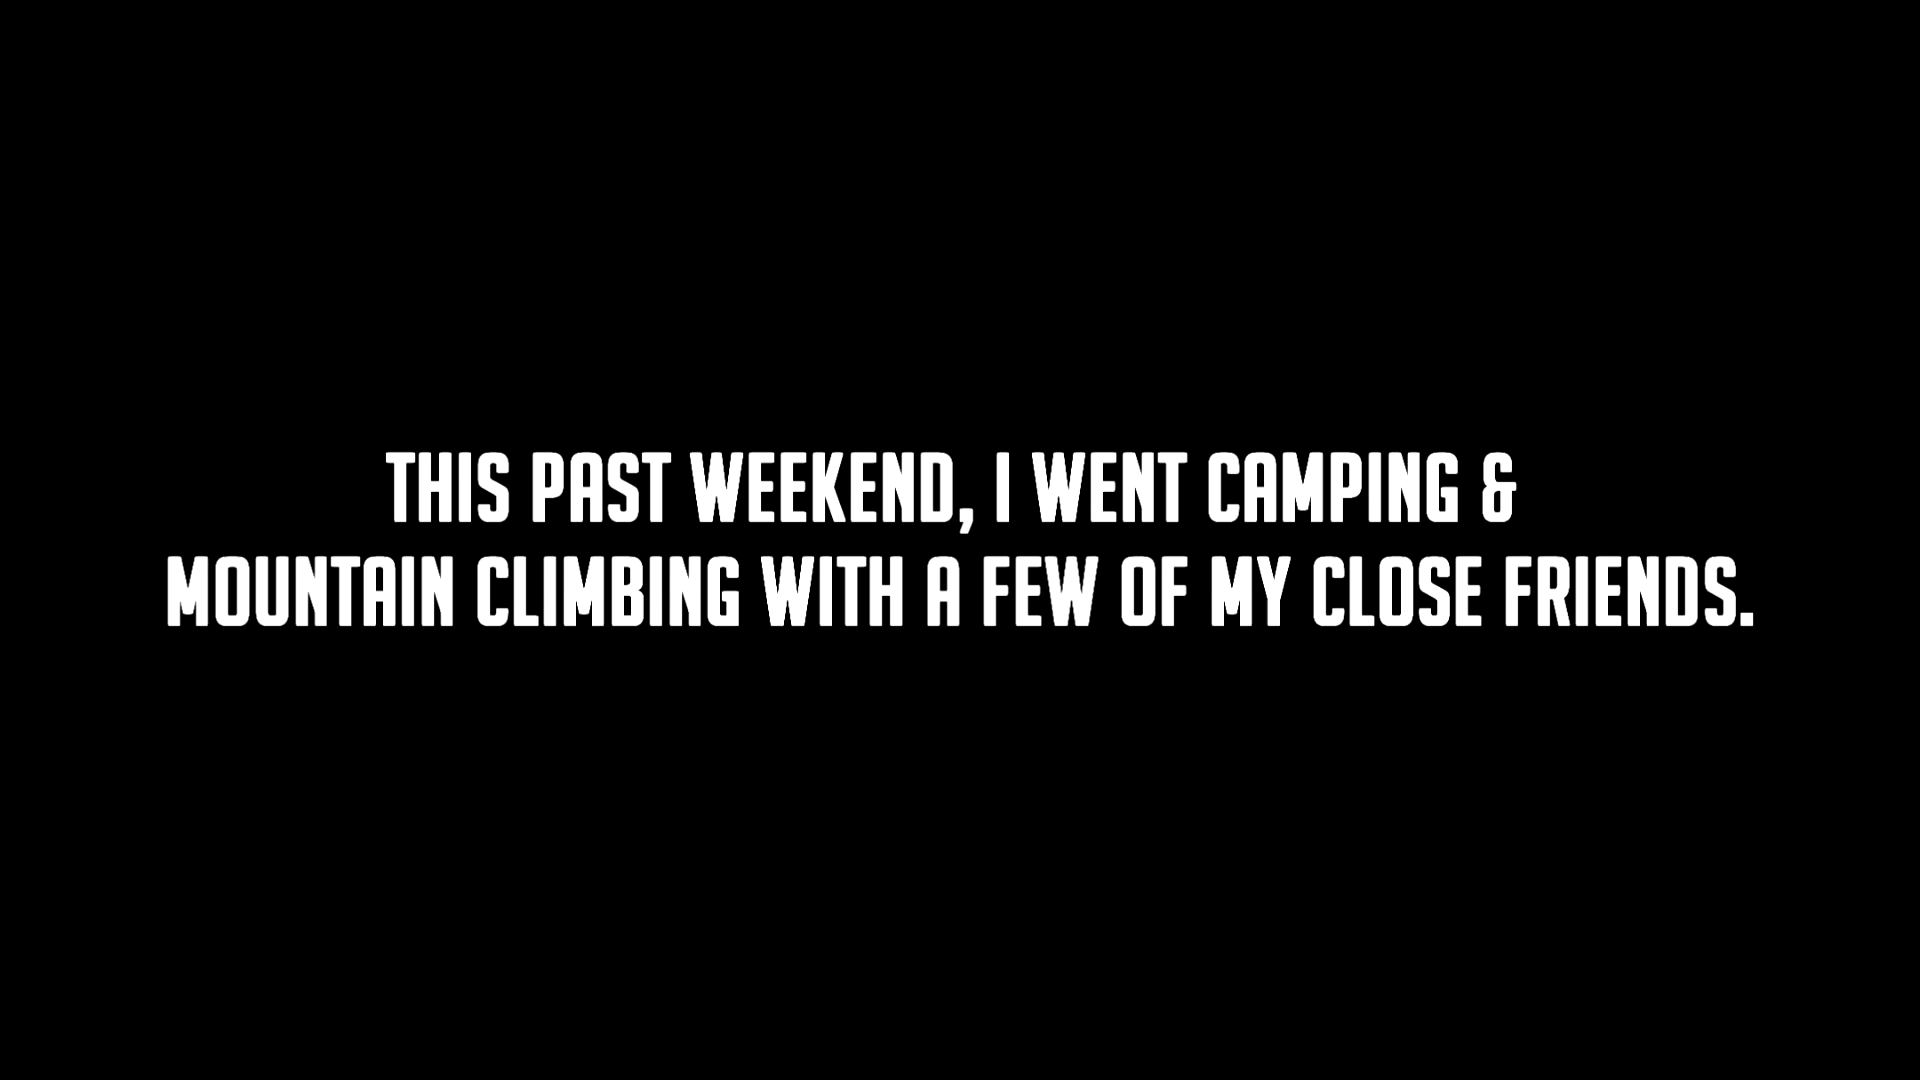 THIS PAST WEEKEND, I WENT CAMPING &
MOUNTAIN CLIMBING WITH A FEW OF MY CLOSE FRIENDS.